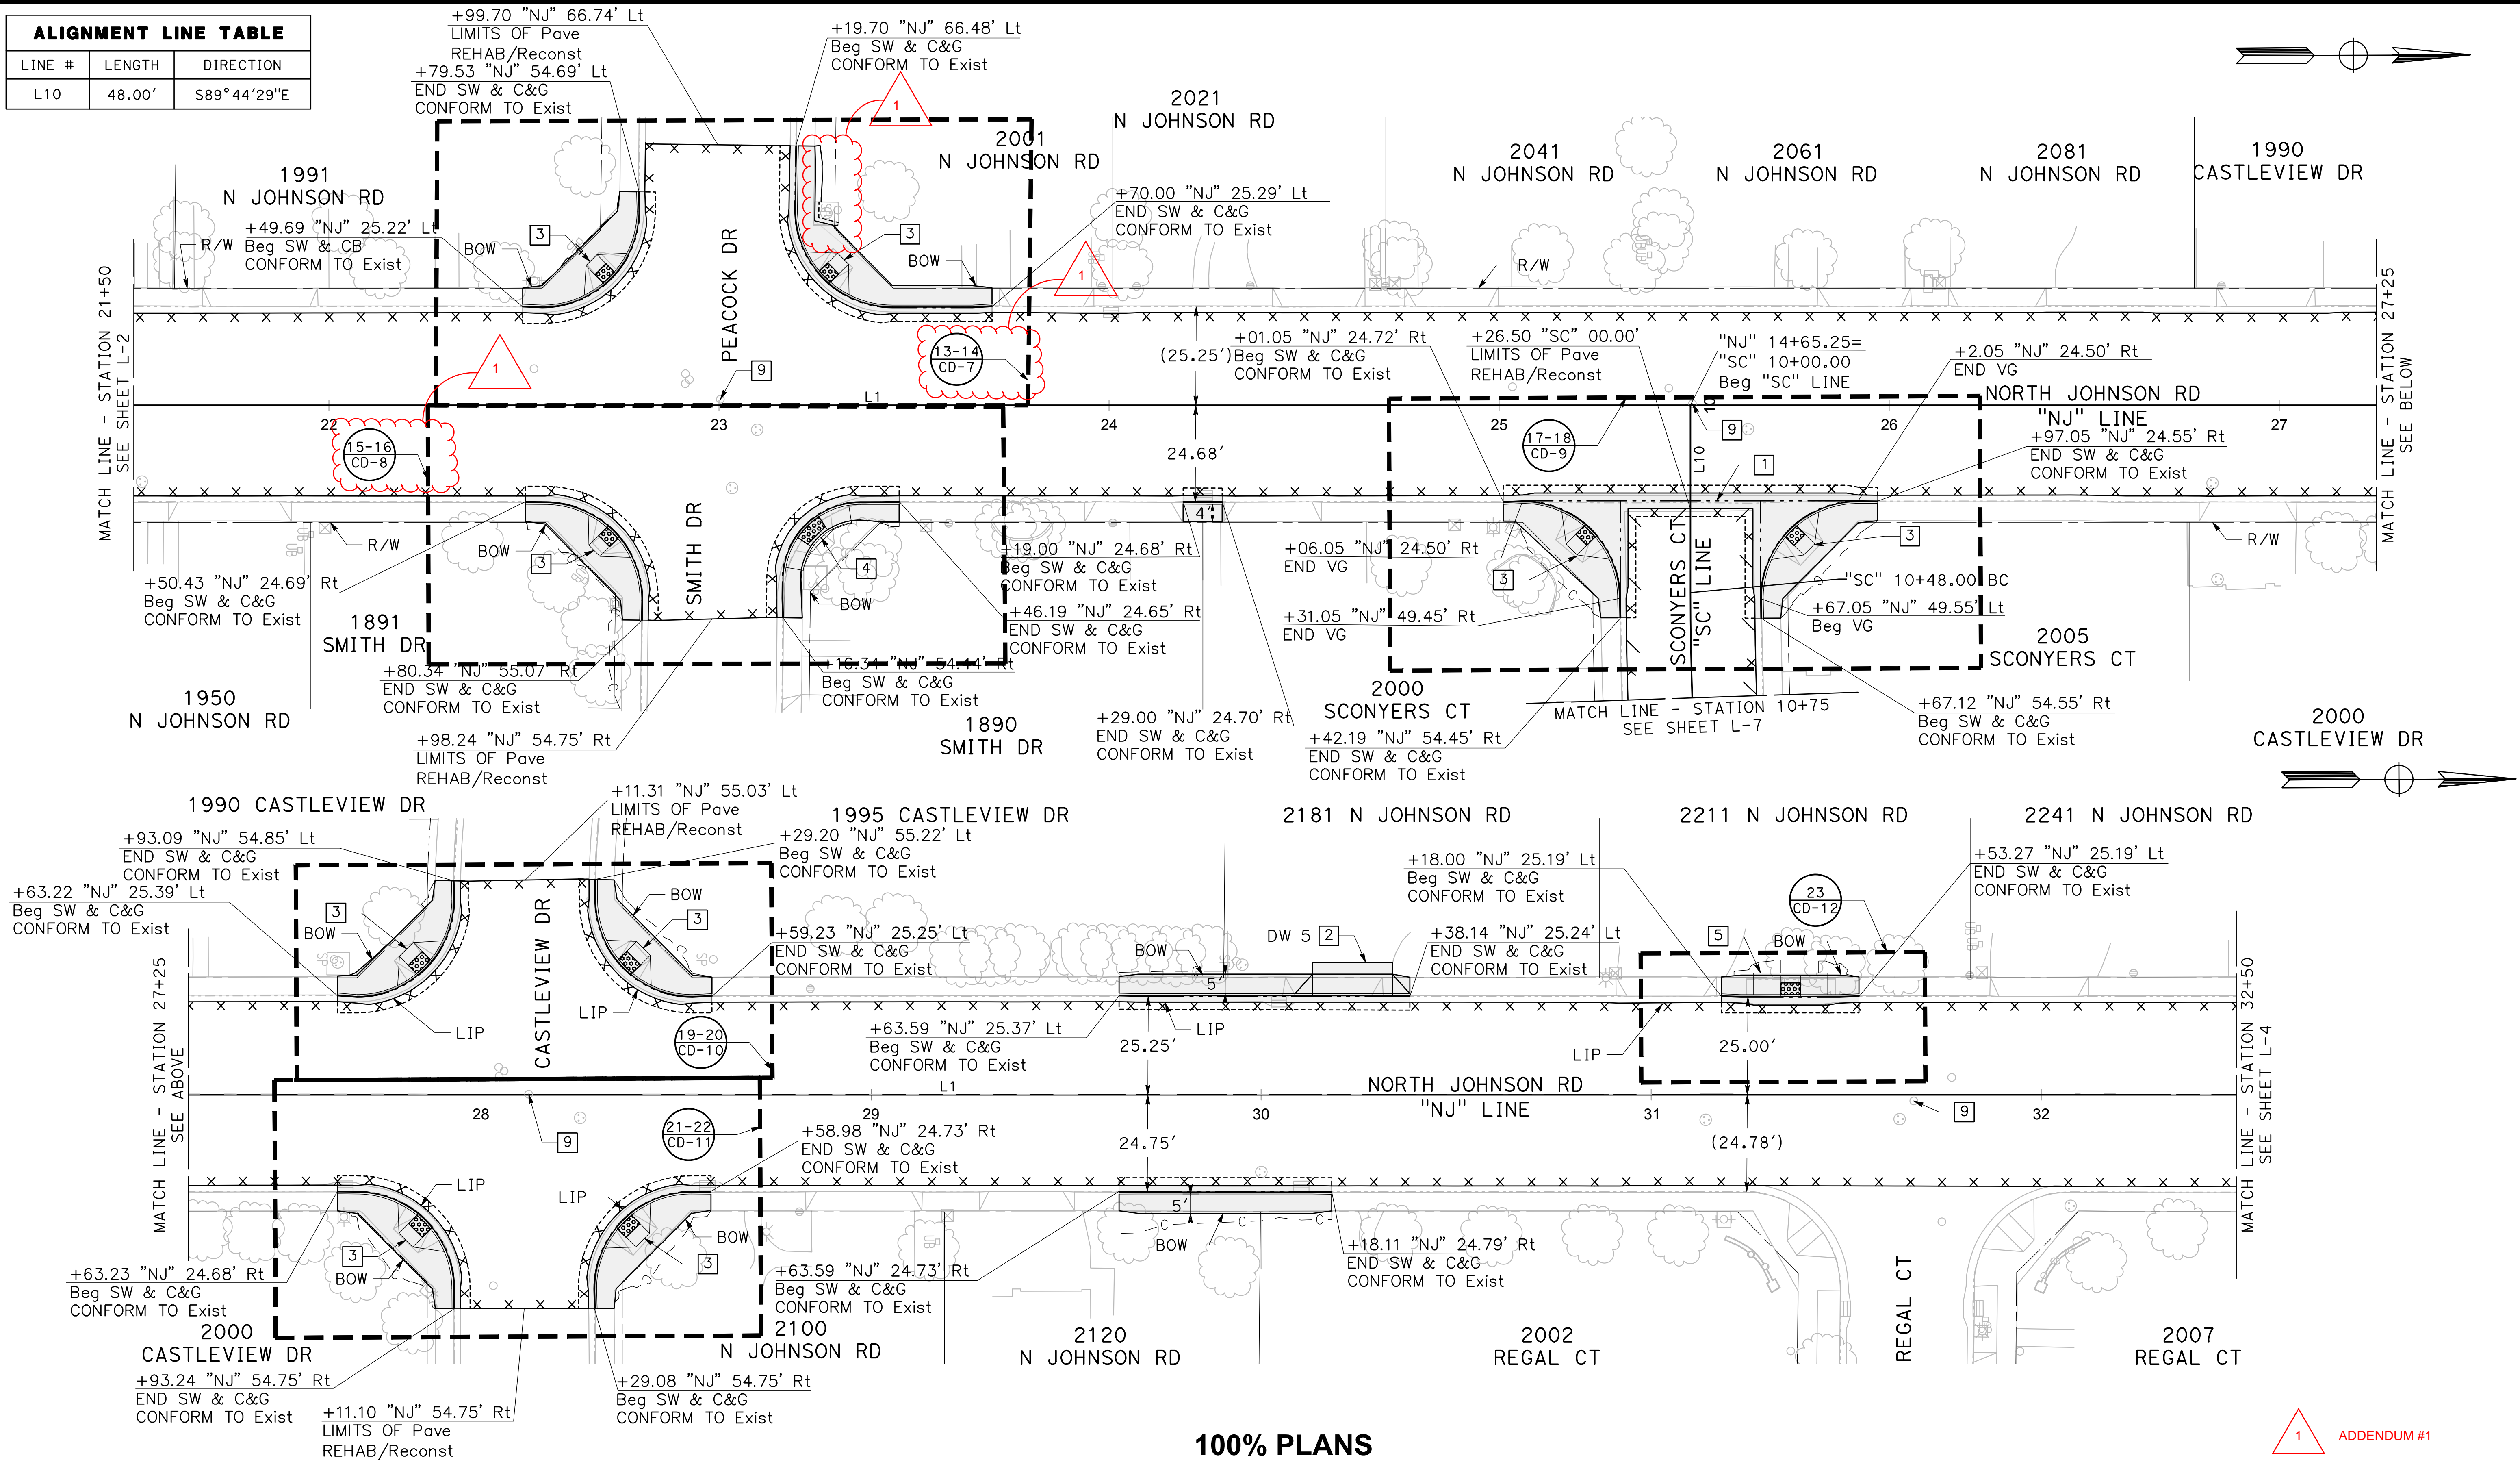 ALIGNMENT LINE TABLE
LINE # LENGTH DIRECTION
L10 48.00' S89°44'29"E
+99.70 "NJ" 66.74' Lt
LIMITS OF Pave
REHAB/Reconst
+79.53 "NJ" 54.69' Lt
END SW & C&G
CONFORM TO Exist
+19.70 "NJ" 66.48' Lt
Beg SW & C&G
CONFORM TO Exist
1
2021
N JOHNSON RD
2001
N JOHNSON RD
2041
N JOHNSON RD
2061
N JOHNSON RD
2081
N JOHNSON RD
1990
CASTLEVIEW DR
1991
N JOHNSON RD
+49.69 "NJ" 25.22' Lt
Beg SW & CB
CONFORM TO Exist
R/W
BOW
3
PEACOCK DR
3
BOW
+70.00 "NJ" 25.29' Lt
END SW & C&G
CONFORM TO Exist
1
R/W
MATCH LINE - STATION 21+50
SEE SHEET L-2
1
13-14
CD-7
9
(25.25')
+01.05 "NJ" 24.72' Rt
Beg SW & C&G
CONFORM TO Exist
+26.50 "SC" 00.00'
LIMITS OF Pave
REHAB/Reconst
"NJ" 14+65.25=
"SC" 10+00.00
Beg "SC" LINE
+2.05 "NJ" 24.50' Rt
END VG
MATCH LINE - STATION 27+25
SEE BELOW
L1
10
NORTH JOHNSON RD
"NJ" LINE
22
23
24
25
26
27
15-16
CD-8
24.68'
17-18
CD-9
9
L10
1
+97.05 "NJ" 24.55' Rt
END SW & C&G
CONFORM TO Exist
R/W
BOW
3
SMITH DR
4
BOW
4'
+19.00 "NJ" 24.68' Rt
Beg SW & C&G
CONFORM TO Exist
+06.05 "NJ" 24.50' Rt
END VG
3
SCONYERS CT
"SC" LINE
3
R/W
"SC" 10+48.00 BC
+50.43 "NJ" 24.69' Rt
Beg SW & C&G
CONFORM TO Exist
+46.19 "NJ" 24.65' Rt
END SW & C&G
CONFORM TO Exist
+31.05 "NJ" 49.45' Rt
END VG
+67.05 "NJ" 49.55' Lt
Beg VG
1891
SMITH DR
2005
SCONYERS CT
C
+80.34 "NJ" 55.07' Rt
END SW & C&G
CONFORM TO Exist
+16.34 "NJ" 54.44' Rt
Beg SW & C&G
CONFORM TO Exist
1950
N JOHNSON RD
1890
SMITH DR
2000
SCONYERS CT
MATCH LINE - STATION 10+75
SEE SHEET L-7
+98.24 "NJ" 54.75' Rt
LIMITS OF Pave
REHAB/Reconst
+29.00 "NJ" 24.70' Rt
END SW & C&G
CONFORM TO Exist
+42.19 "NJ" 54.45' Rt
END SW & C&G
CONFORM TO Exist
+67.12 "NJ" 54.55' Rt
Beg SW & C&G
CONFORM TO Exist
2000
CASTLEVIEW DR
1990 CASTLEVIEW DR
+11.31 "NJ" 55.03' Lt
LIMITS OF Pave
REHAB/Reconst
1995 CASTLEVIEW DR
2181 N JOHNSON RD
2211 N JOHNSON RD
2241 N JOHNSON RD
+93.09 "NJ" 54.85' Lt
END SW & C&G
CONFORM TO Exist
+29.20 "NJ" 55.22' Lt
Beg SW & C&G
CONFORM TO Exist
+63.22 "NJ" 25.39' Lt
Beg SW & C&G
CONFORM TO Exist
+18.00 "NJ" 25.19' Lt
Beg SW & C&G
CONFORM TO Exist
23
CD-12
+53.27 "NJ" 25.19' Lt
END SW & C&G
CONFORM TO Exist
BOW
3
CASTLEVIEW DR
BOW
3
C
+59.23 "NJ" 25.25' Lt
END SW & C&G
CONFORM TO Exist
BOW
5'
DW 5
2
+38.14 "NJ" 25.24' Lt
END SW & C&G
CONFORM TO Exist
5
BOW
LIP
LIP
19-20
CD-10
+63.59 "NJ" 25.37' Lt
Beg SW & C&G
CONFORM TO Exist
LIP
25.25'
LIP
25.00'
MATCH LINE - STATION 27+25
SEE ABOVE
MATCH LINE - STATION 32+50
SEE SHEET L-4
L1
NORTH JOHNSON RD
"NJ" LINE
28
29
30
31
32
9
21-22
CD-11
+58.98 "NJ" 24.73' Rt
END SW & C&G
CONFORM TO Exist
24.75'
(24.78')
9
LIP
LIP
3
BOW
3
BOW
C
5'
C
C
C
BOW
+63.23 "NJ" 24.68' Rt
Beg SW & C&G
CONFORM TO Exist
+63.59 "NJ" 24.73' Rt
Beg SW & C&G
CONFORM TO Exist
+18.11 "NJ" 24.79' Rt
END SW & C&G
CONFORM TO Exist
REGAL CT
2000
CASTLEVIEW DR
2100
N JOHNSON RD
2120
N JOHNSON RD
2002
REGAL CT
2007
REGAL CT
+93.24 "NJ" 54.75' Rt
END SW & C&G
CONFORM TO Exist
+11.10 "NJ" 54.75' Rt
LIMITS OF Pave
REHAB/Reconst
+29.08 "NJ" 54.75' Rt
Beg SW & C&G
CONFORM TO Exist
100% PLANS
1 ADDENDUM #1